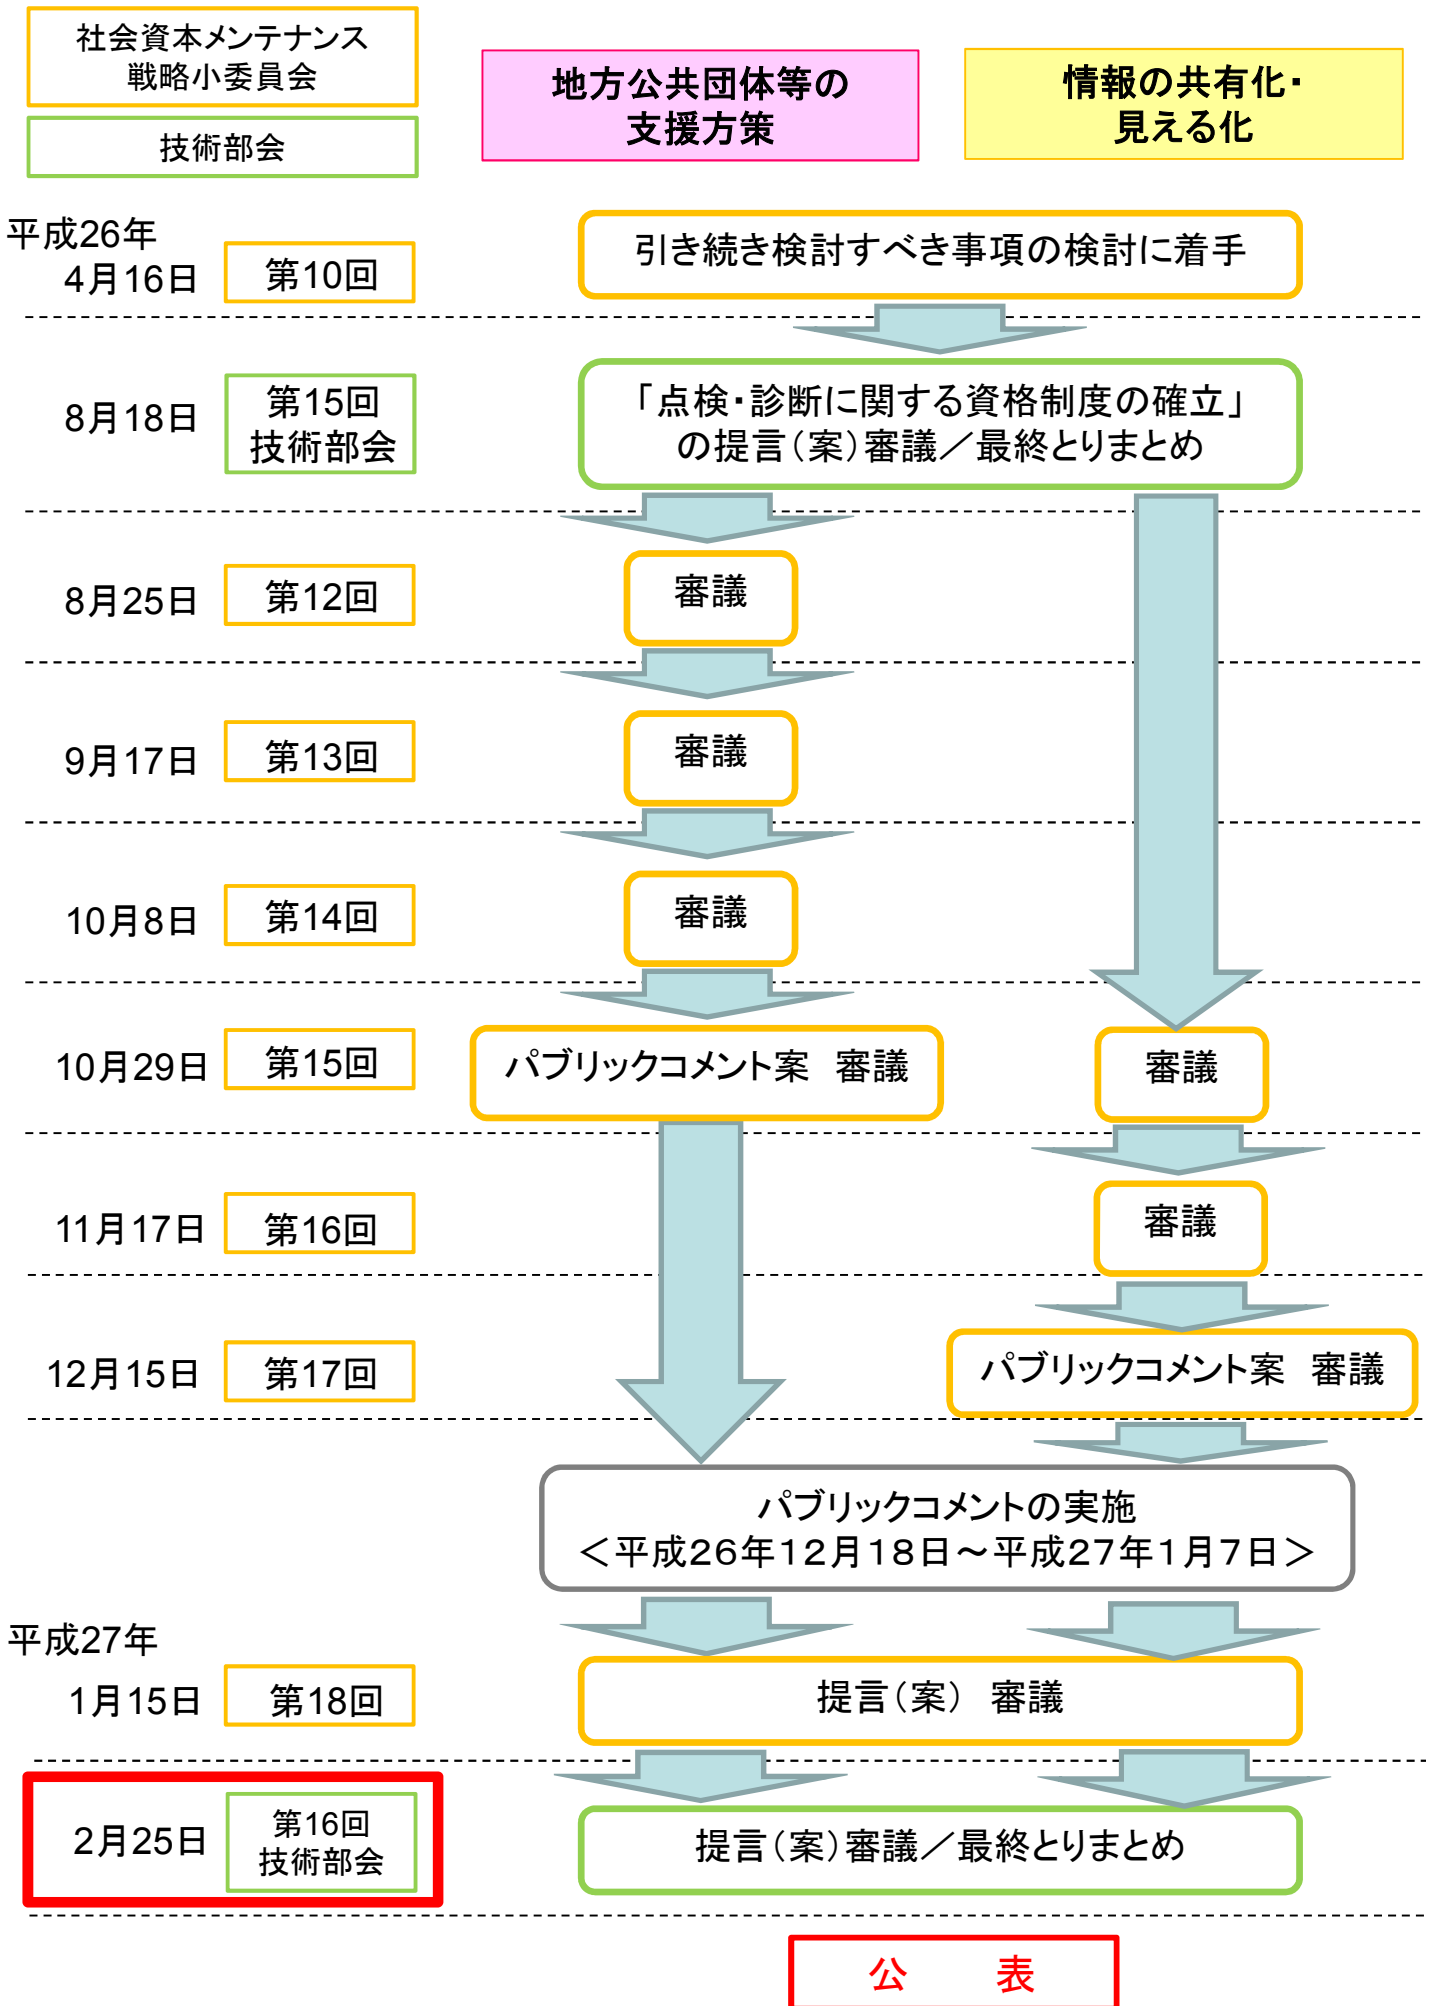 社会資本メンテナンス
戦略小委員会
技術部会
地方公共団体等の
支援方策
情報の共有化・
見える化
平成26年
4月16日
第10回
引き続き検討すべき事項の検討に着手
8月18日
第15回
技術部会
「点検・診断に関する資格制度の確立」
の提言（案）審議／最終とりまとめ
8月25日
第12回
審議
9月17日
第13回
審議
10月8日
第14回
審議
10月29日
第15回
パブリックコメント案　審議
審議
11月17日
第16回
審議
12月15日
第17回
パブリックコメント案　審議
パブリックコメントの実施
＜平成２６年１２月１８日～平成２７年１月７日＞
平成27年
1月15日
第18回
提言（案）　審議
2月25日
第16回
技術部会
提言（案）審議／最終とりまとめ
公　　表